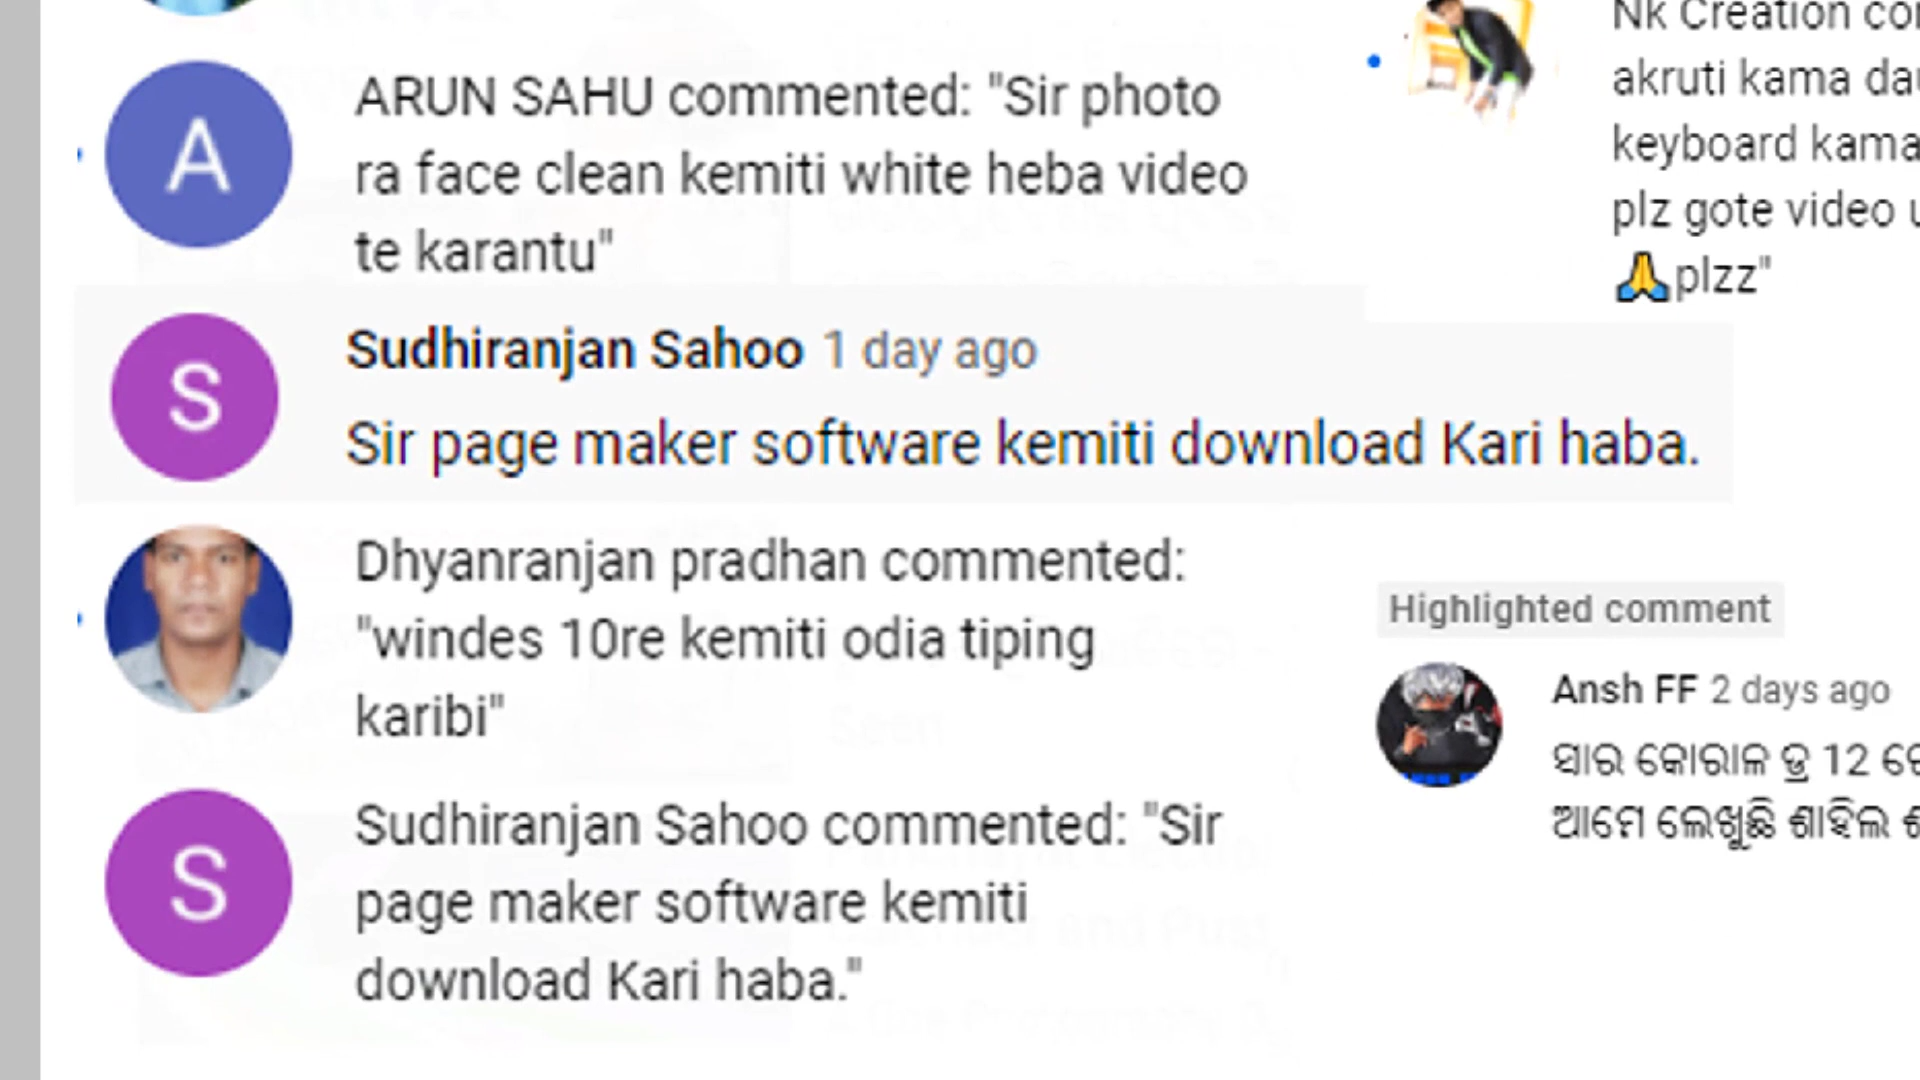 ARUN SAHU commented: "Sir photo
ra face clean kemiti white heba video
te karantu"
Sudhiranjan Sahoo 1 day ago
Sir page maker software kemiti download Kari haba.
Dhyanranjan pradhan commented:
"windes 10re kemiti odia tiping
karibi"
Sudhiranjan Sahoo commented: "Sir
page maker software kemiti
download Kari haba."
Nk Creation
akruti kama
keyboard kama
plz gote video
🙏plzz"
Highlighted comment
Ansh FF 2 days ago
ସାର କୋରାଳ ଡ୍ର 12
ଆମେ ଲେଖୁଛି ଶାହିଲ
A
S
S